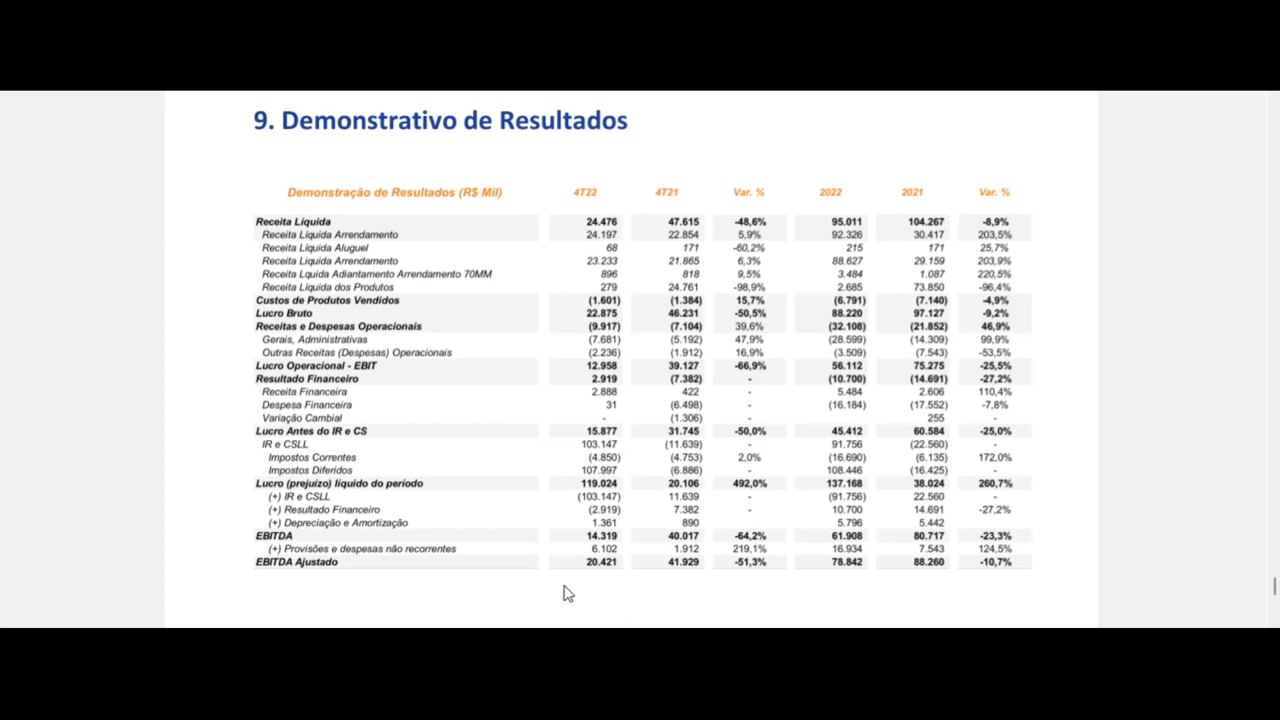 9. Demonstrativo de Resultados
Demonstração de Resultados (R$ Mil) 4T22 4T21 Var. % 2022 2021 Var. %
Receita Líquida 24.476 47.615 -48,6% 95.011 104.267 -8,9%
Receita Líquida Arrendamento 24.197 22.854 5,9% 92.326 30.417 203,5%
Receita Líquida Aluguel 68 171 -60,2% 215 171 25,7%
Receita Líquida Arrendamento 23.233 21.865 6,3% 88.627 29.159 203,9%
Receita Lquida Adiantamento Arrendamento 70MM 896 818 9,5% 3.484 1.087 220,5%
Receita Líquida dos Produtos 279 24.761 -98,9% 2.685 73.850 -96,4%
Custos de Produtos Vendidos (1.601) (1.384) 15,7% (6.791) (7.140) -4,9%
Lucro Bruto 22.875 46.231 -50,5% 88.220 97.127 -9,2%
Receitas e Despesas Operacionais (9.917) (7.104) 39,6% (32.108) (21.852) 46,9%
Gerais, Administrativas (7.681) (5.192) 47,9% (28.599) (14.309) 99,9%
Outras Receitas (Despesas) Operacionais (2.236) (1.912) 16,9% (3.509) (7.543) -53,5%
Lucro Operacional - EBIT 12.958 39.127 -66,9% 56.112 75.275 -25,5%
Resultado Financeiro 2.919 (7.382) - (10.700) (14.691) -27,2%
Receita Financeira 2.888 422 - 5.484 2.606 110,4%
Despesa Financeira 31 (6.498) - (16.184) (17.552) -7,8%
Variação Cambial - (1.306) - 255 -
Lucro Antes do IR e CS 15.877 31.745 -50,0% 45.412 60.584 -25,0%
IR e CSLL 103.147 (11.639) - 91.756 (22.560) -
Impostos Correntes (4.850) (4.753) 2,0% (16.690) (6.135) 172,0%
Impostos Diferidos 107.997 (6.886) - 108.446 (16.425) -
Lucro (prejuízo) líquido do período 119.024 20.106 492,0% 137.168 38.024 260,7%
(+) IR e CSLL (103.147) 11.639 - (91.756) 22.560 -
(+) Resultado Financeiro (2.919) 7.382 - 10.700 14.691 -27,2%
(+) Depreciação e Amortização 1.361 890 5.796 5.442
EBITDA 14.319 40.017 -64,2% 61.908 80.717 -23,3%
(+) Provisões e despesas não recorrentes 6.102 1.912 219,1% 16.934 7.543 124,5%
EBITDA Ajustado 20.421 41.929 -51,3% 78.842 88.260 -10,7%